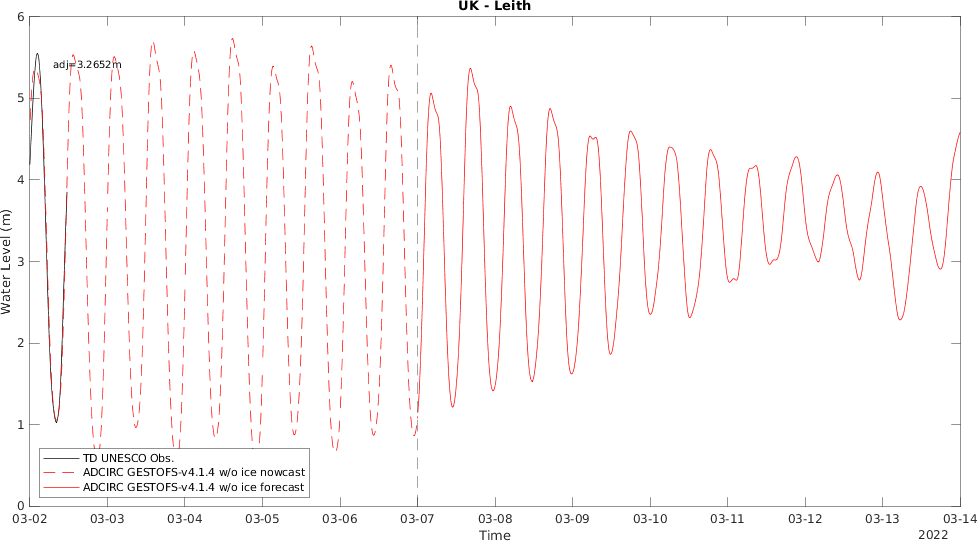 UK - Leith
adj=3.2652m
Water Level (m)
6
5
4
3
2
1
0
TD UNESCO Obs.
ADCIRC GESTOFS-v4.1.4 w/o ice nowcast
ADCIRC GESTOFS-v4.1.4 w/o ice forecast
03-02 03-03 03-04 03-05 03-06 03-07 03-08 03-09 03-10 03-11 03-12 03-13 03-14
Time
2022